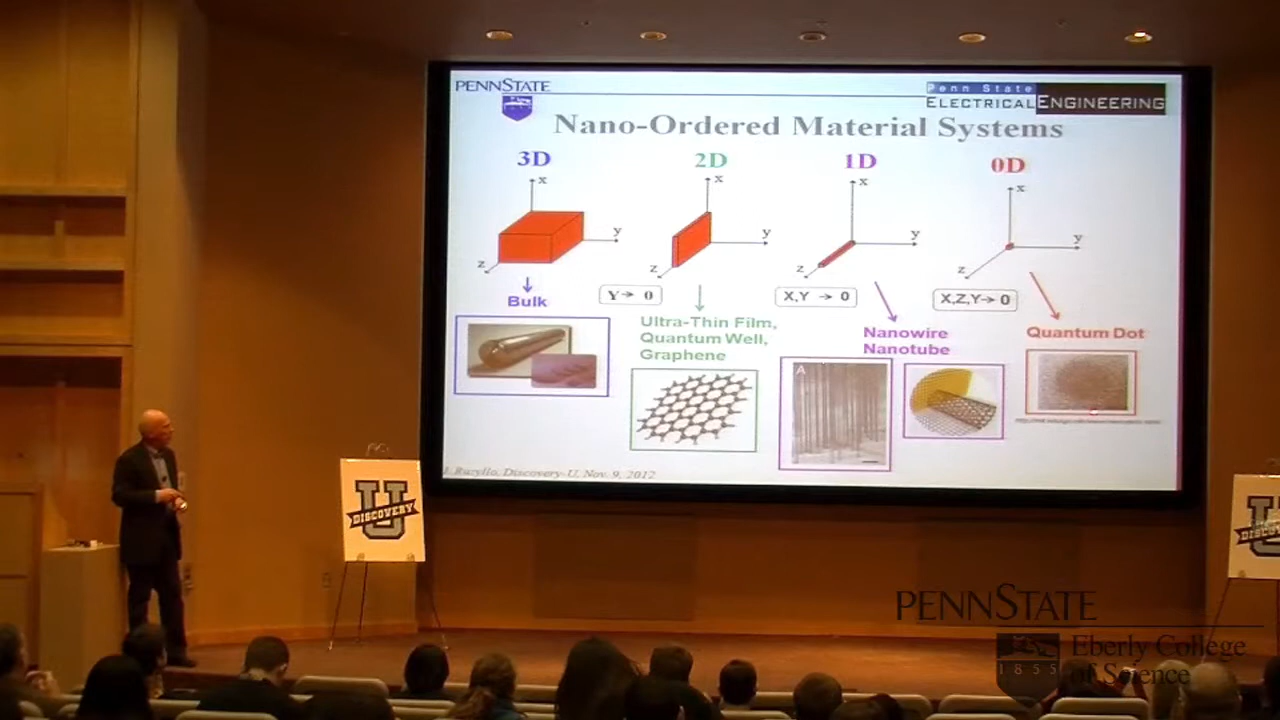 PENNSTATE
Penn State
ELECTRICAL ENGINEERING
Nano-Ordered Material Systems
3D
2D
1D
0D
x
y
z
x
y
z
x
y
z
x
y
z
Bulk
Y→ 0
X,Y → 0
X,Z,Y→ 0
Ultra-Thin Film,
Quantum Well,
Graphene
Nanowire
Nanotube
Quantum Dot
A
J. Ruzyllo, Discovery-U, Nov. 9, 2012
U
DISCOVERY
PENNSTATE
1855
Eberly College
of Science